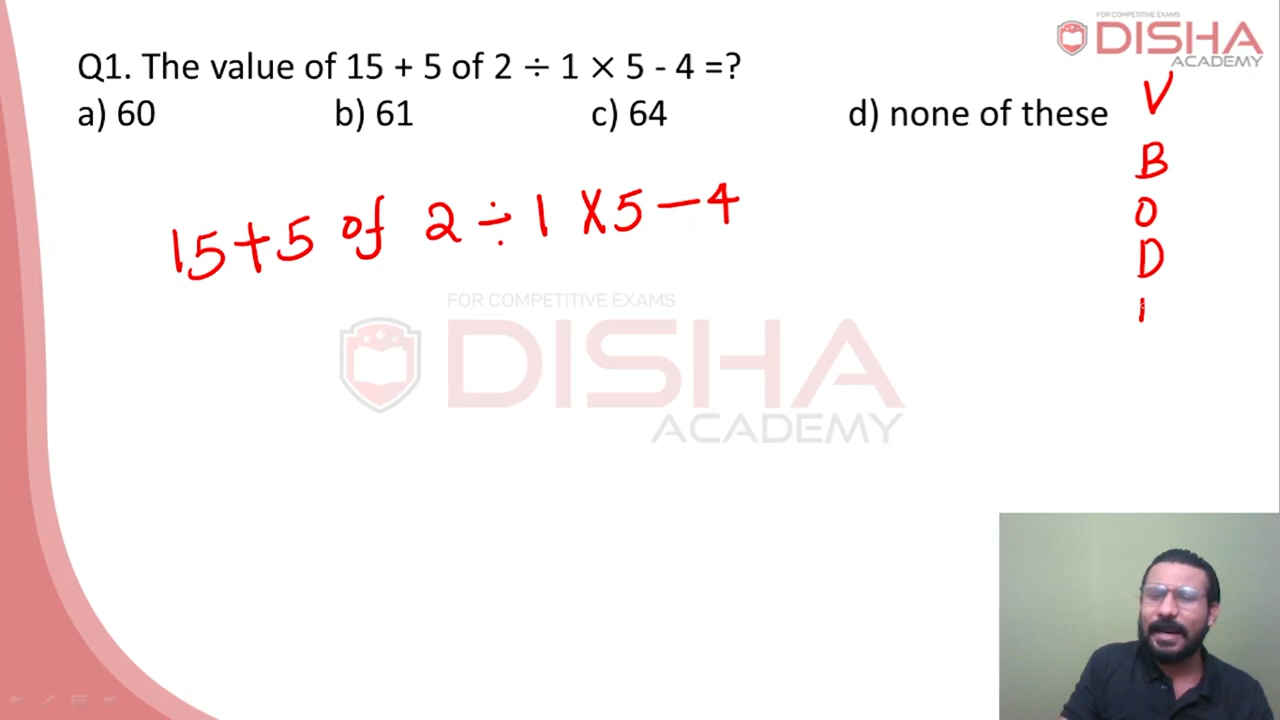 FOR COMPETITIVE EXAMS
DISHA
ACADEMY
Q1. The value of 15 + 5 of 2 ÷ 1 × 5 - 4 =?
a) 60 b) 61 c) 64 d) none of these
V
B
O
D
I
15+5 of 2 ÷ 1 X 5 – 4
FOR COMPETITIVE EXAMS
DISHA
ACADEMY